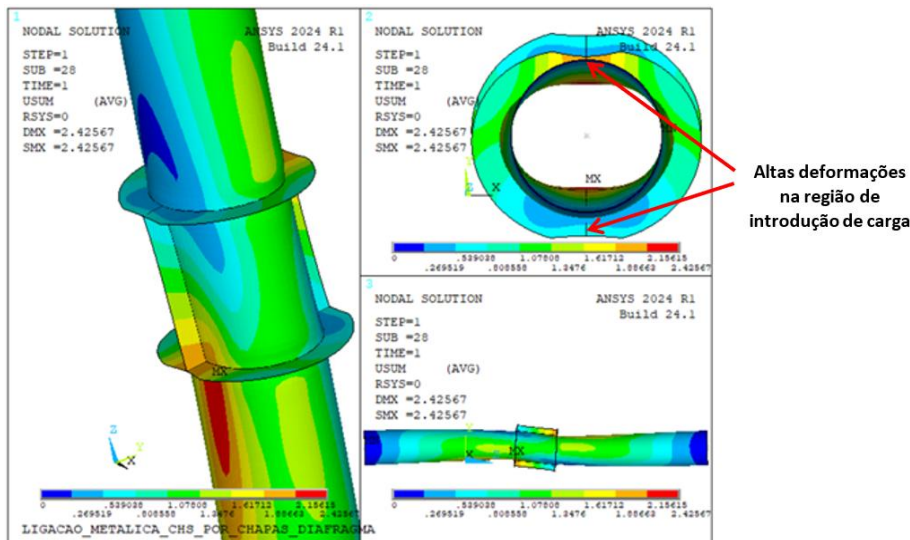 1
NODAL SOLUTION
ANSYS 2024 R1
Build 24.1
STEP=1
SUB =28
TIME=1
USUM (AVG)
RSYS=0
DMX =2.42567
SMX =2.42567
MX
Z
Y
X
0 .539038 1.07808 1.61712 2.15615
.269519 .808558 1.3476 1.88663 2.42567
LIGACAO_METALICA_CHS_POR_CHAPAS_DIAFRAGMA
2
NODAL SOLUTION
ANSYS 2024 R1
Build 24.1
STEP=1
SUB =28
TIME=1
USUM (AVG)
RSYS=0
DMX =2.42567
SMX =2.42567
Y
Z X
MX
0 .539038 1.07808 1.61712 2.15615
.269519 .808558 1.3476 1.88663 2.42567
3
NODAL SOLUTION
ANSYS 2024 R1
Build 24.1
STEP=1
SUB =28
TIME=1
USUM (AVG)
RSYS=0
DMX =2.42567
SMX =2.42567
Y
X
MX
0 .539038 1.07808 1.61712 2.15615
.269519 .808558 1.3476 1.88663 2.42567
Altas deformações
na região de
introdução de carga